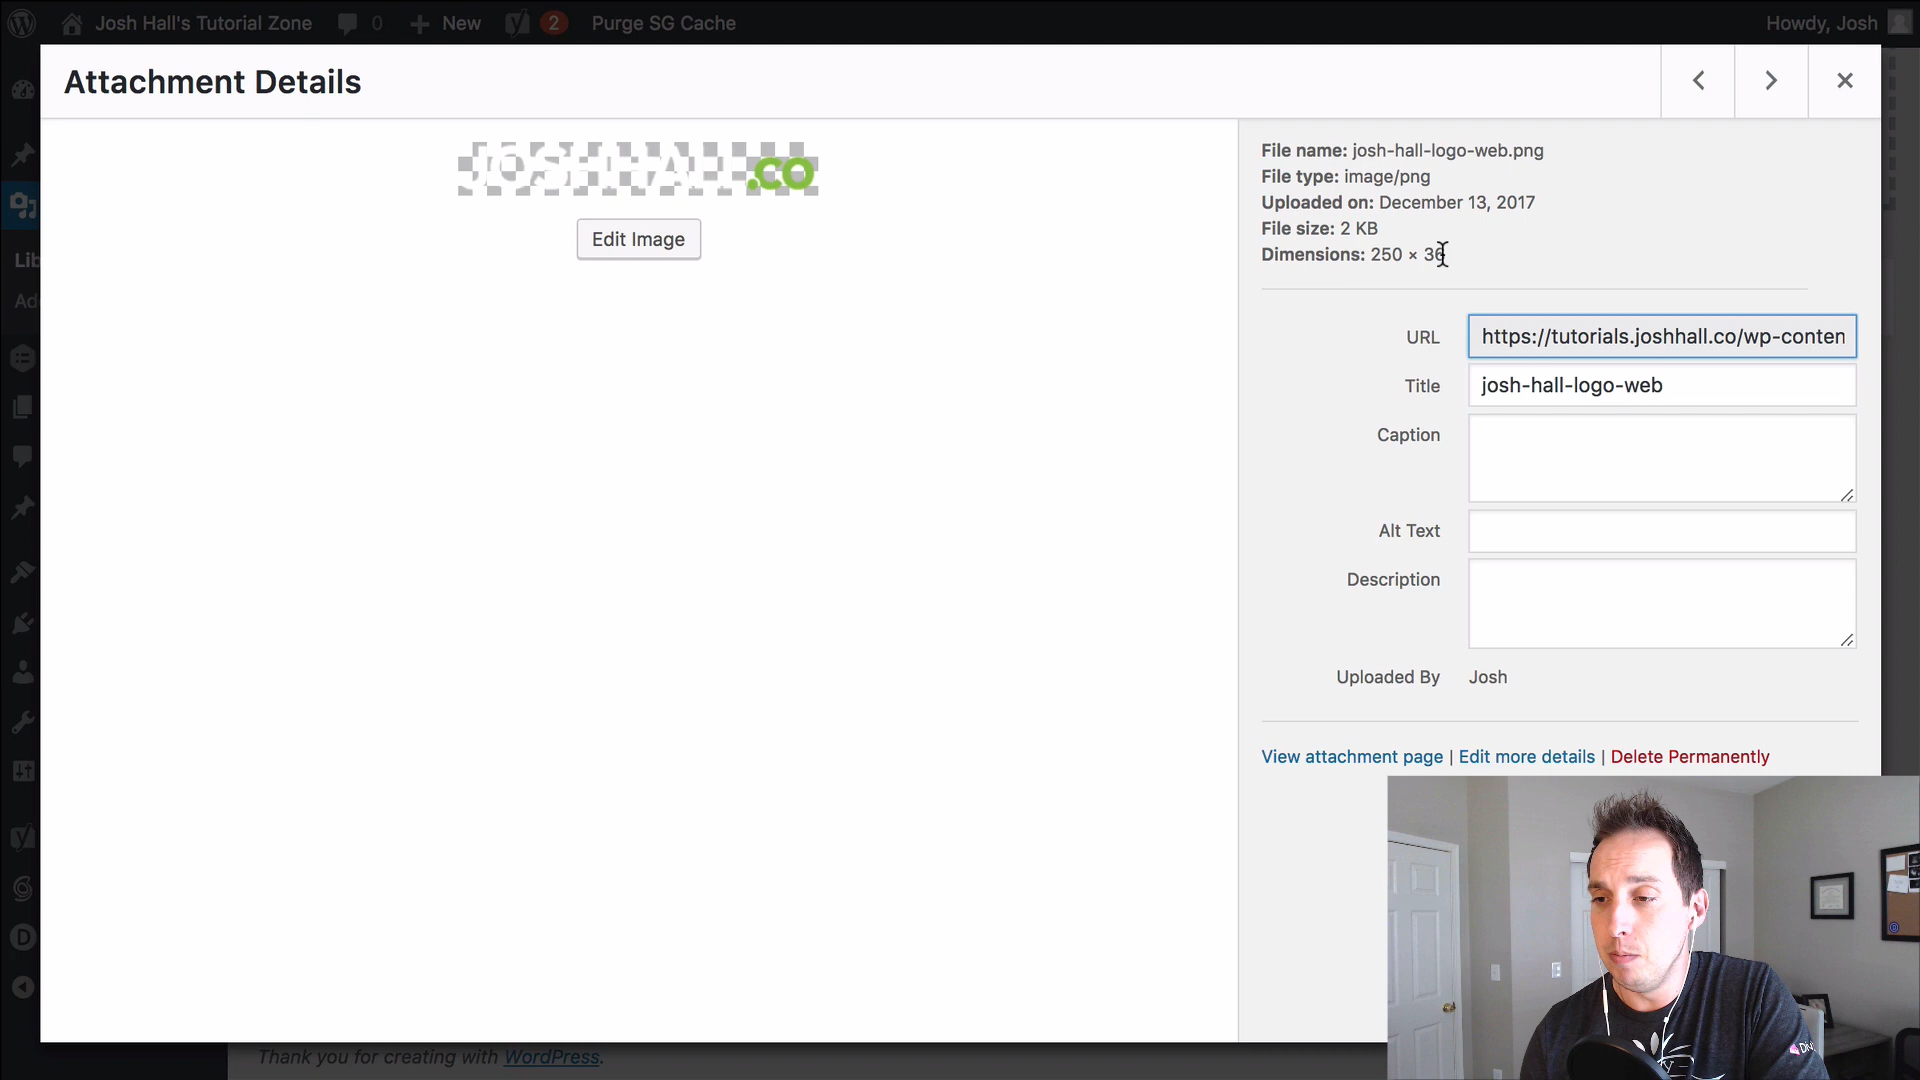 Josh Hall's Tutorial Zone 0 New 2 Purge SG Cache Howdy, Josh
Attachment Details
JOSHHALL.co
Edit Image
File name: josh-hall-logo-web.png
File type: image/png
Uploaded on: December 13, 2017
File size: 2 KB
Dimensions: 250 ×
URL https://tutorials.joshhall.co/wp-conten
Title josh-hall-logo-web
Caption
Alt Text
Description
Uploaded By Josh
View attachment page | Edit more details | Delete Permanently
Thank you for creating with WordPress.